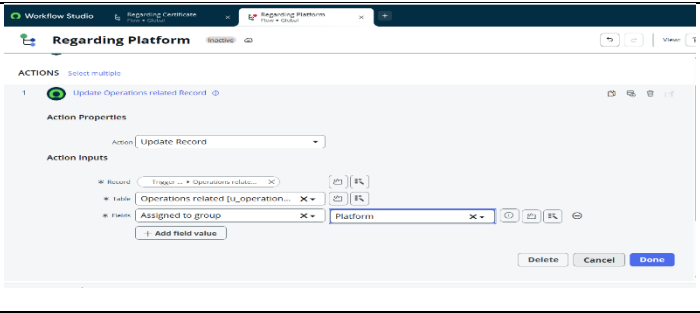 Workflow Studio
Regarding Certificate
Flow • Global
Regarding Platform
Flow • Global
Regarding Platform
Inactive
View:
ACTIONS Select multiple
1 Update Operations related Record
Action Properties
Action Update Record
Action Inputs
* Record Trigger ... • Operations relate... X
* Table Operations related [u_operation...
* Fields Assigned to group Platform
+ Add field value
Delete Cancel Done